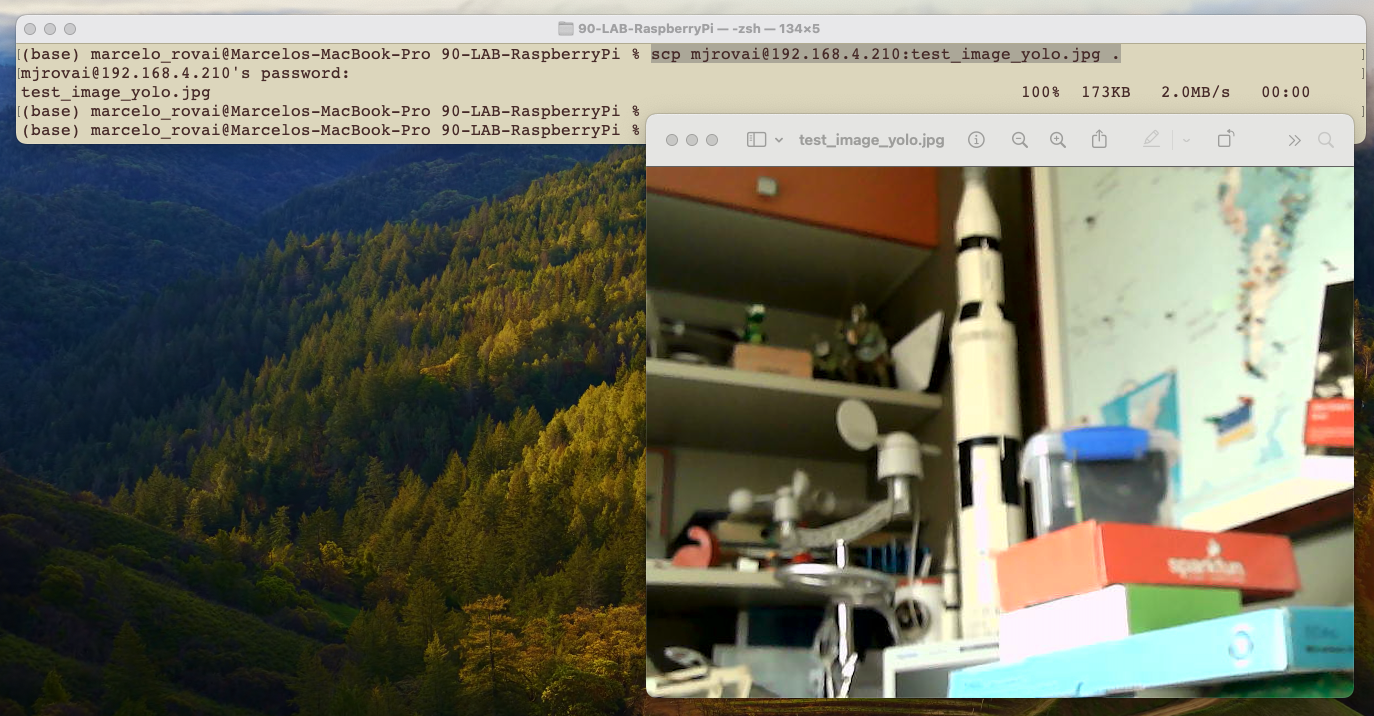 90-LAB-RaspberryPi — -zsh — 134×5
[(base) marcelo_rovai@Marcelos-MacBook-Pro 90-LAB-RaspberryPi % scp mjrovai@192.168.4.210:test_image_yolo.jpg . ]
[mjrovai@192.168.4.210's password: ]
test_image_yolo.jpg 100% 173KB 2.0MB/s 00:00
[(base) marcelo_rovai@Marcelos-MacBook-Pro 90-LAB-RaspberryPi % ]
(base) marcelo_rovai@Marcelos-MacBook-Pro 90-LAB-RaspberryPi %
test_image_yolo.jpg
sparkfun